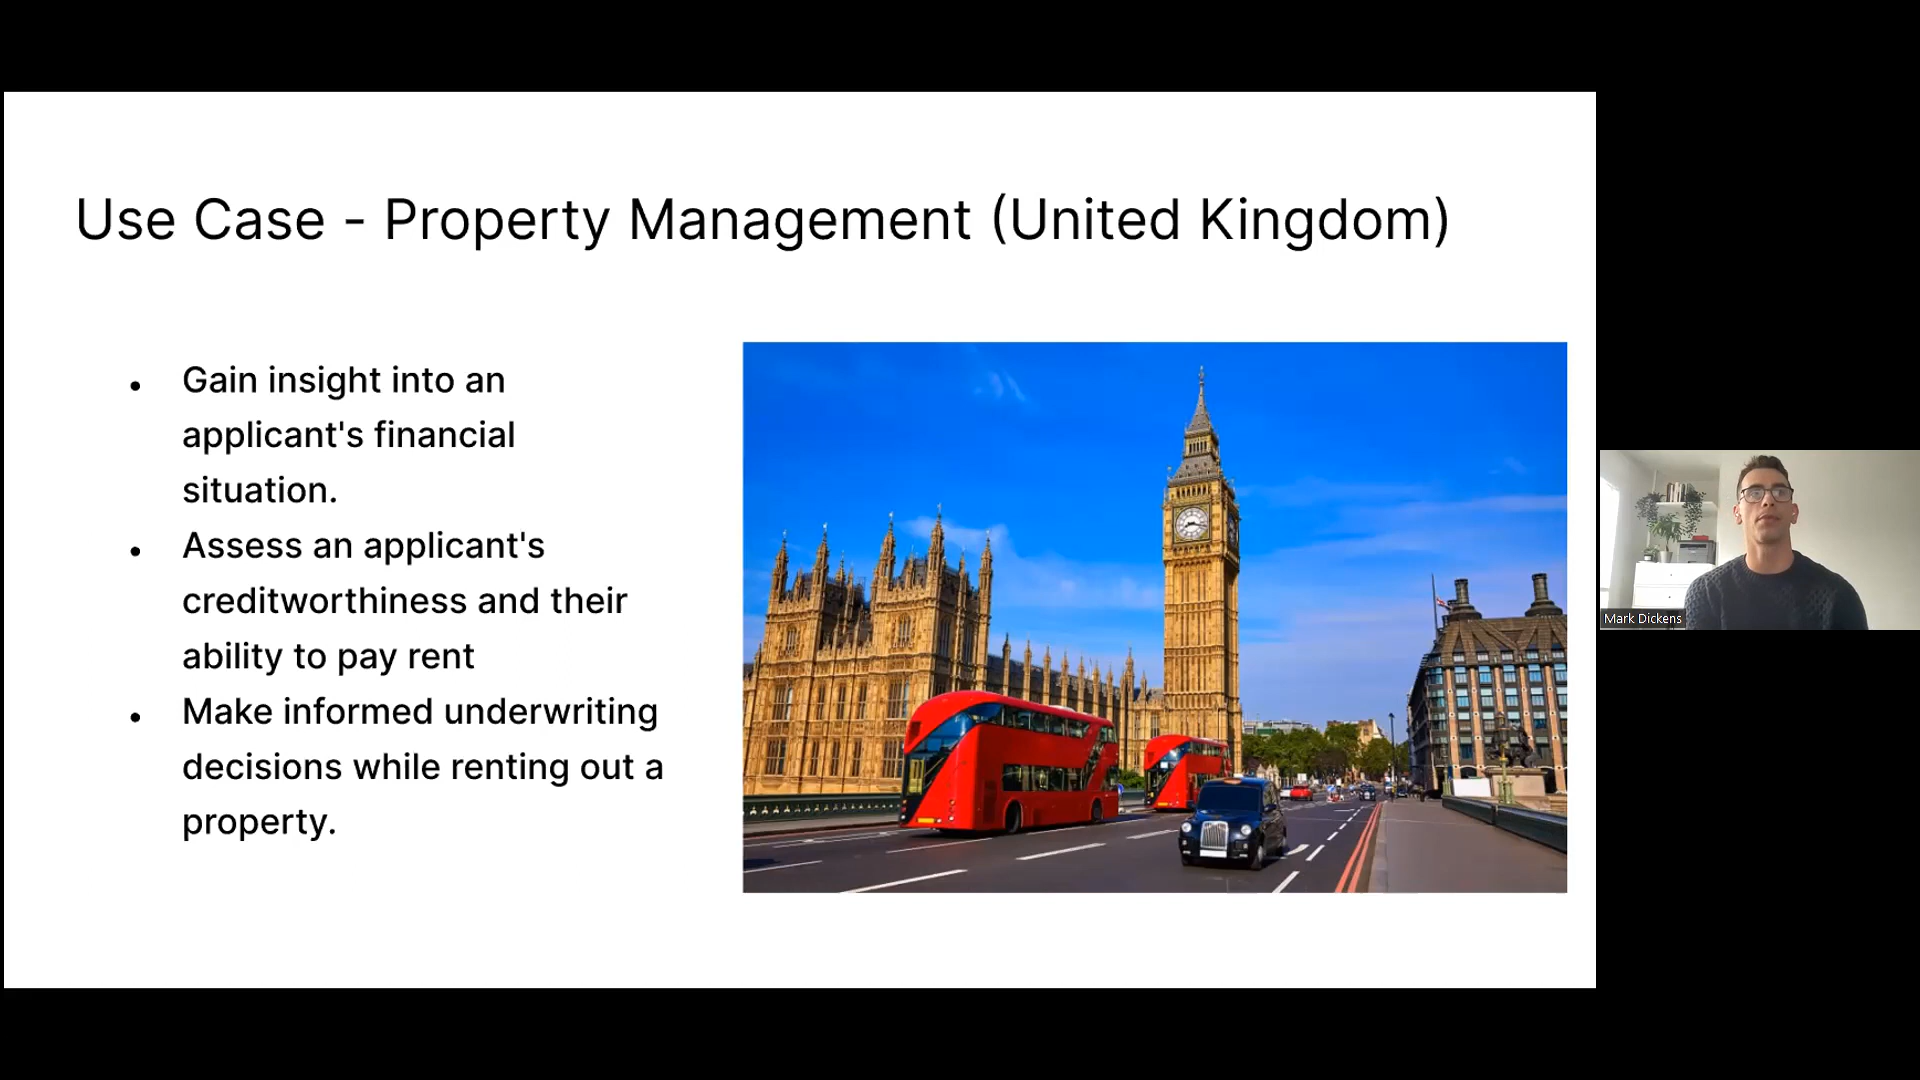 Use Case - Property Management (United Kingdom)
• Gain insight into an
applicant's financial
situation.
• Assess an applicant's
creditworthiness and their
ability to pay rent
• Make informed underwriting
decisions while renting out a
property.
Mark Dickens